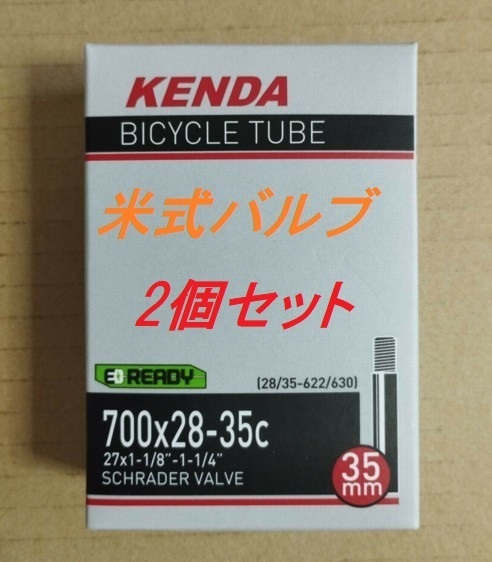 KENDA
BICYCLE TUBE
米式バルブ
2個セット
READY
(28/35-622/630)
700x28-35c
27x1-1/8"-1-1/4"
SCHRADER VALVE
35
mm